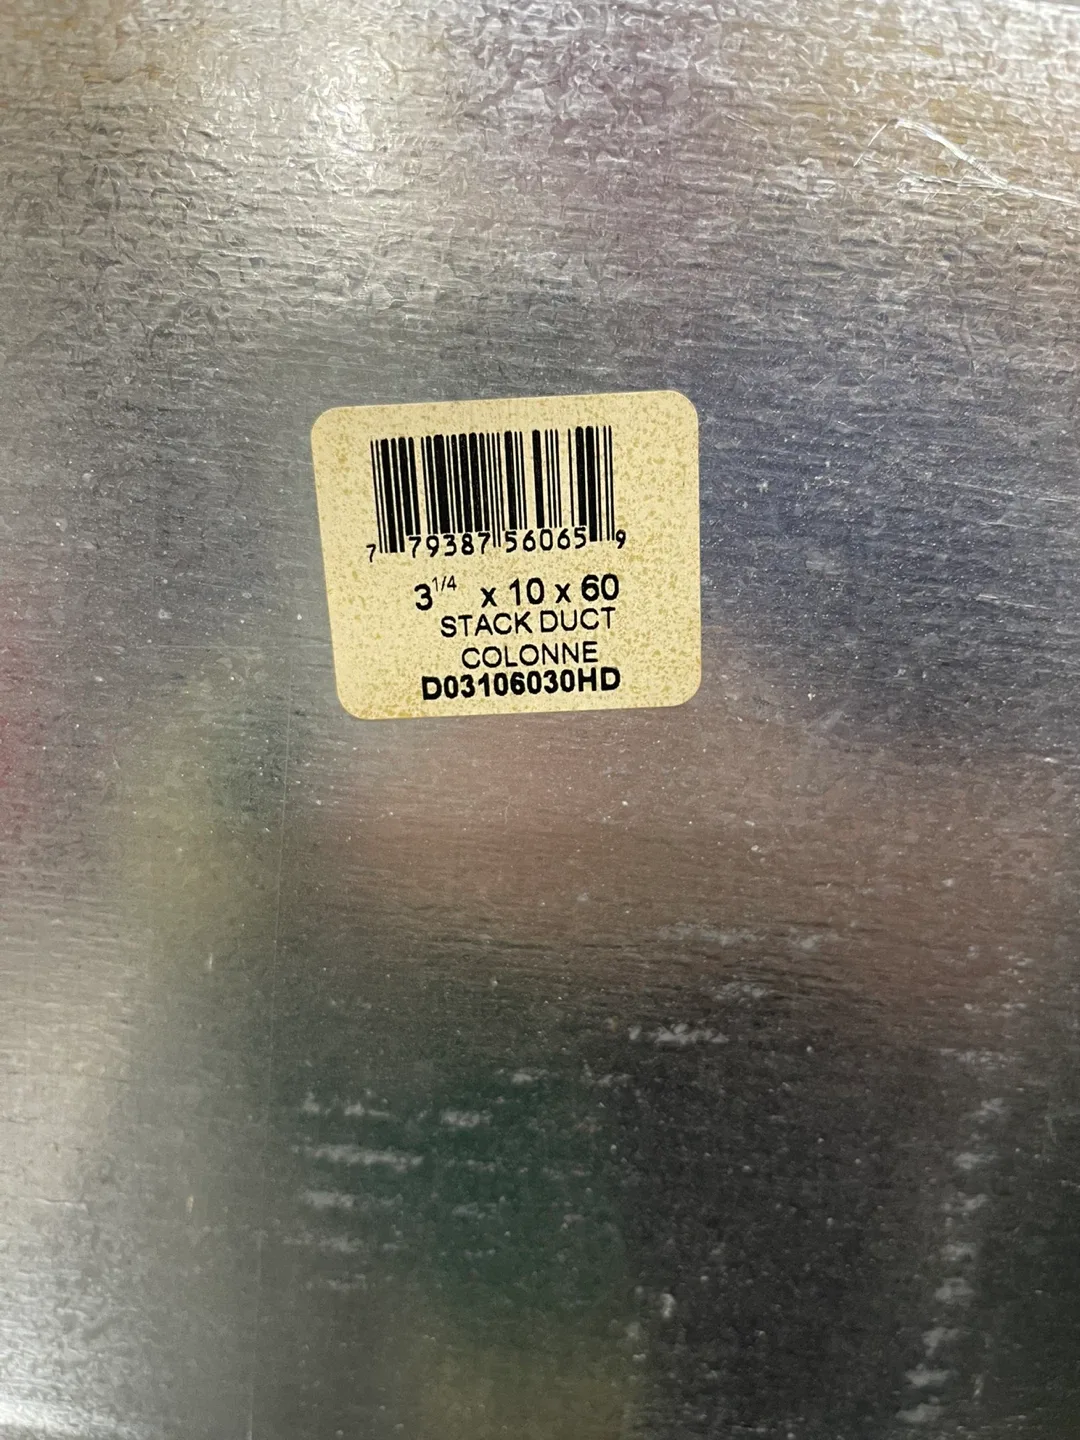 7 79387 56065 9
3 1/4 x 10 x 60
STACK DUCT
COLONNE
D03106030HD